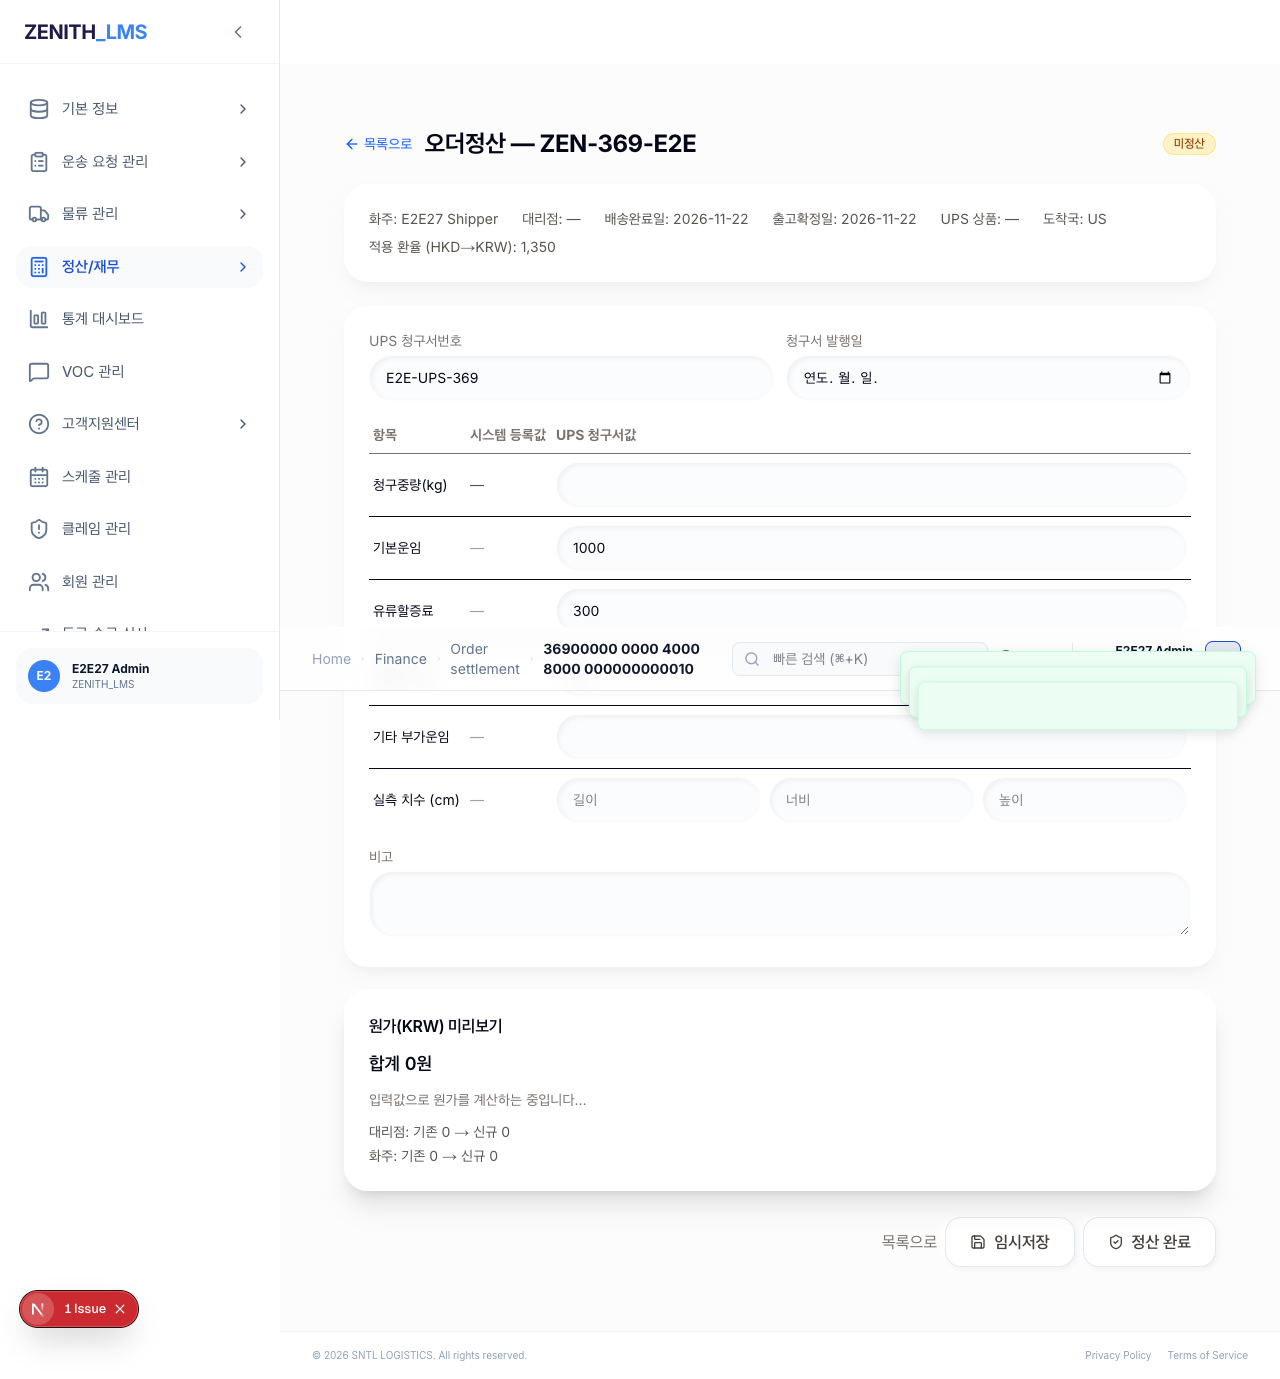 ZENITH_LMS
기본 정보
운송 요청 관리
물류 관리
정산/재무
통계 대시보드
VOC 관리
고객지원센터
스케줄 관리
클레임 관리
회원 관리
E2
E2E27 Admin
ZENITH_LMS
1 Issue
목록으로
오더정산 — ZEN-369-E2E
미정산
화주: E2E27 Shipper 대리점: — 배송완료일: 2026-11-22 출고확정일: 2026-11-22 UPS 상품: — 도착국: US
적용 환율 (HKD→KRW): 1,350
UPS 청구서번호 청구서 발행일
E2E-UPS-369 연도. 월. 일.
항목 시스템 등록값 UPS 청구서값
청구중량(kg) —
기본운임 — 1000
유류할증료 — 300
Home Finance Order settlement 36900000 0000 4000 8000 000000000010 빠른 검색 (⌘+K) E2E27 Admin
기타 부가운임 —
실측 치수 (cm) — 길이 너비 높이
비고
원가(KRW) 미리보기
합계 0원
입력값으로 원가를 계산하는 중입니다...
대리점: 기존 0 → 신규 0
화주: 기존 0 → 신규 0
목록으로 임시저장 정산 완료
© 2026 SNTL LOGISTICS. All rights reserved. Privacy Policy Terms of Service